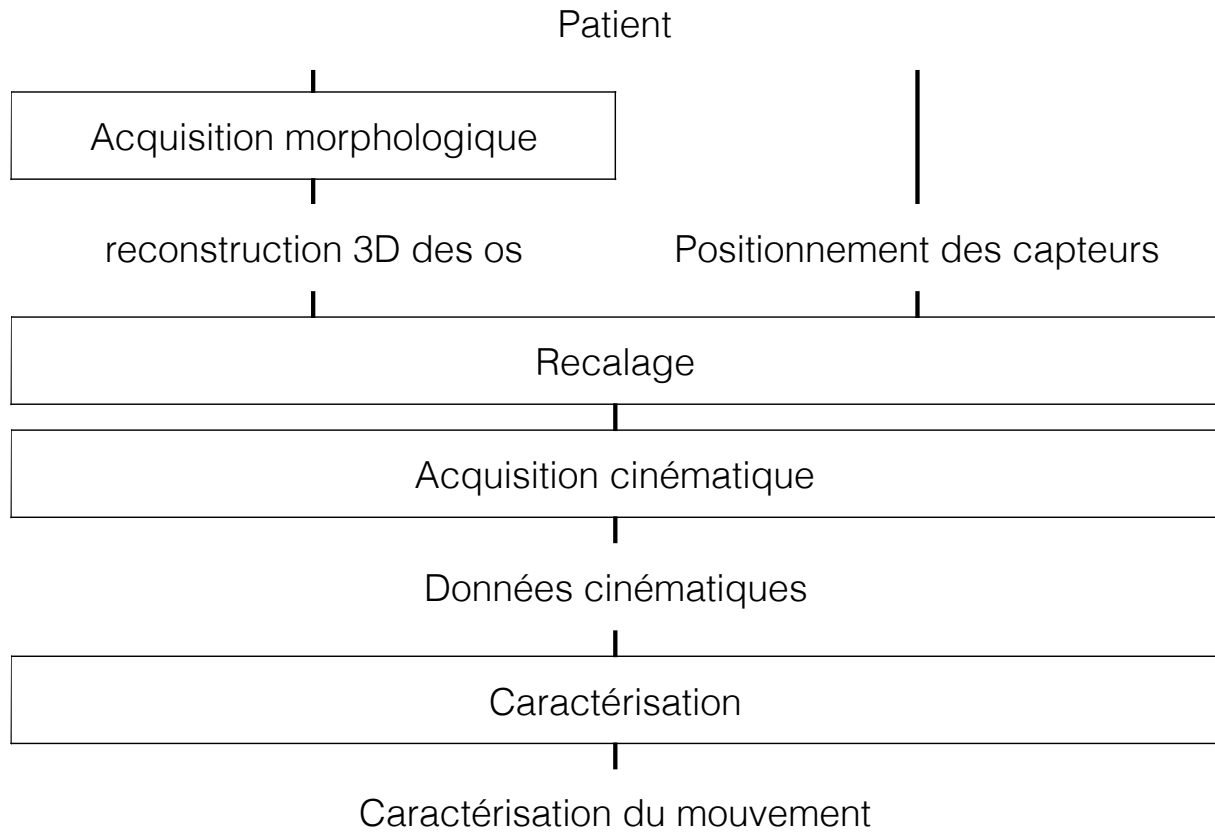 Patient
Acquisition morphologique
reconstruction 3D des os
Positionnement des capteurs
Recalage
Acquisition cinématique
Données cinématiques
Caractérisation
Caractérisation du mouvement